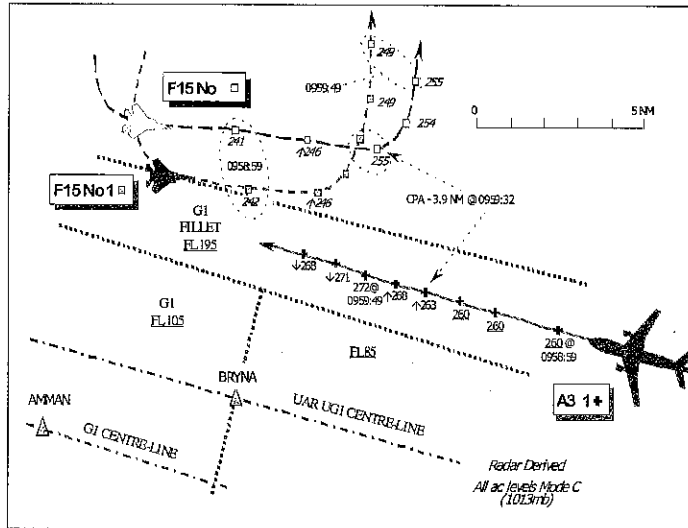 249
F15 No □
255
0959:49
249
0
5 NM
254
241
↑246
255
0958:59
F15 No1
CPA - 3.9 NM @ 0959:32
242
↑246
G1
FILLET
FL195
↓268
↓271
272@
0959:49
↑268
↑263
260
260
260 @
0958:59
G1
FL105
FL85
BRYNA
A3 1+
AMMAN
UAR UG1 CENTRE-LINE
G1 CENTRE-LINE
Radar Derived
All ac levels Mode C
(1013mb)